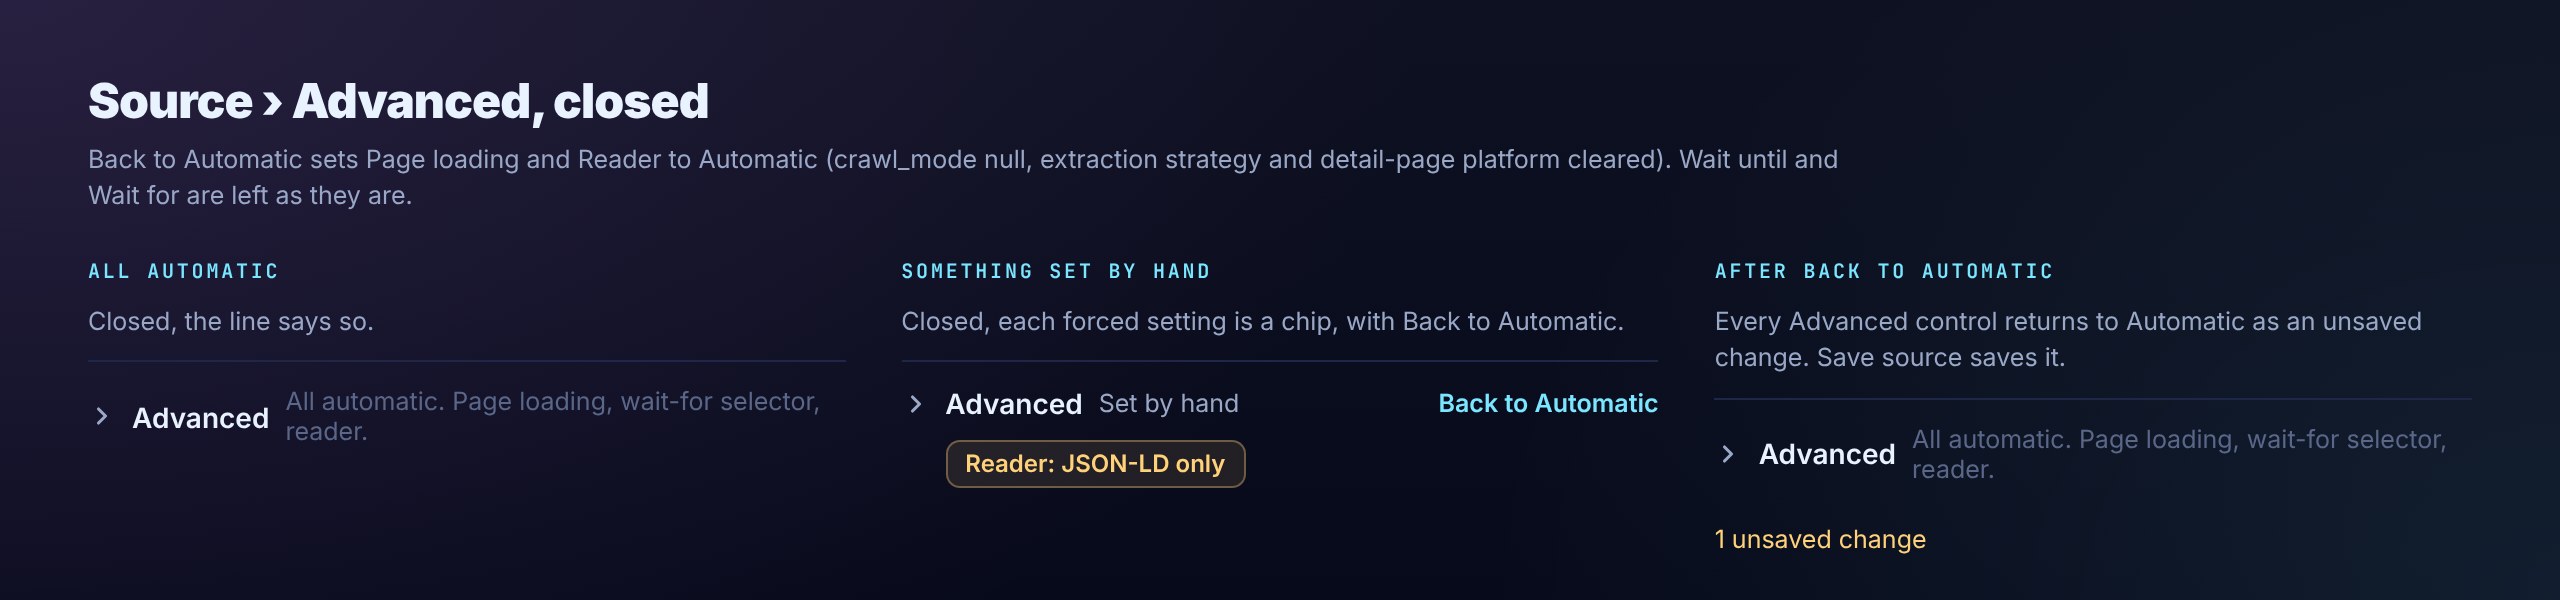 Source › Advanced, closed
Back to Automatic sets Page loading and Reader to Automatic (crawl_mode null, extraction strategy and detail-page platform cleared). Wait until and
Wait for are left as they are.
ALL AUTOMATIC
Closed, the line says so.
Advanced All automatic. Page loading, wait-for selector,
reader.
SOMETHING SET BY HAND
Closed, each forced setting is a chip, with Back to Automatic.
Advanced Set by hand Back to Automatic
Reader: JSON-LD only
AFTER BACK TO AUTOMATIC
Every Advanced control returns to Automatic as an unsaved
change. Save source saves it.
Advanced All automatic. Page loading, wait-for selector,
reader.
1 unsaved change